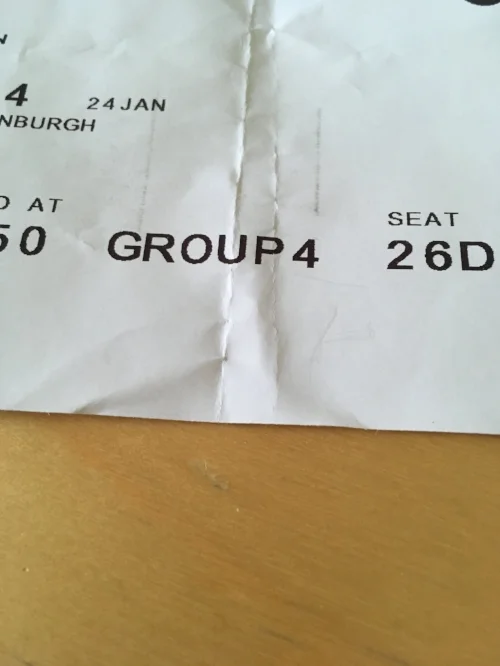 4 24JAN
NBURGH
AT
SEAT
50 GROUP4 26D